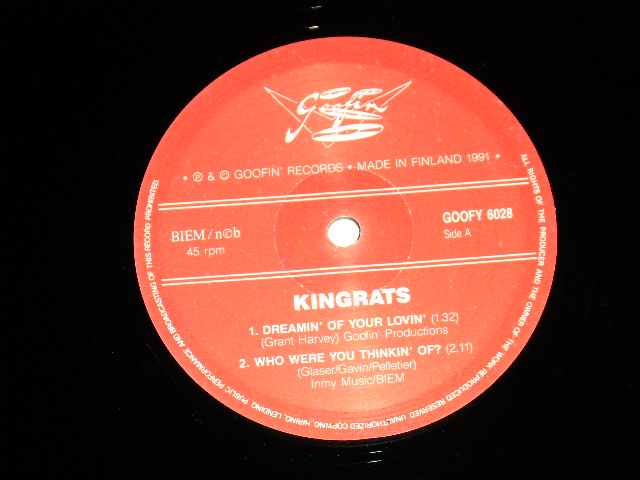 Goofin'
• ℗ & © GOOFIN' RECORDS • MADE IN FINLAND 1991 •
BIEM / n©b
45 rpm
GOOFY 6028
Side A
KINGRATS
1. DREAMIN' OF YOUR LOVIN' (1.32)
(Grant Harvey) Goofin' Productions
2. WHO WERE YOU THINKIN' OF? (2.11)
(Glaser/Gavin/Pelletier)
Inmy Music/BIEM
ALL RIGHTS OF THE PRODUCER AND THE OWNER OF THE WORK REPRODUCED RESERVED. UNAUTHORIZED COPYING, HIRING, LENDING, PUBLIC PERFORMANCE AND BROADCASTING OF THIS RECORD PROHIBITED.